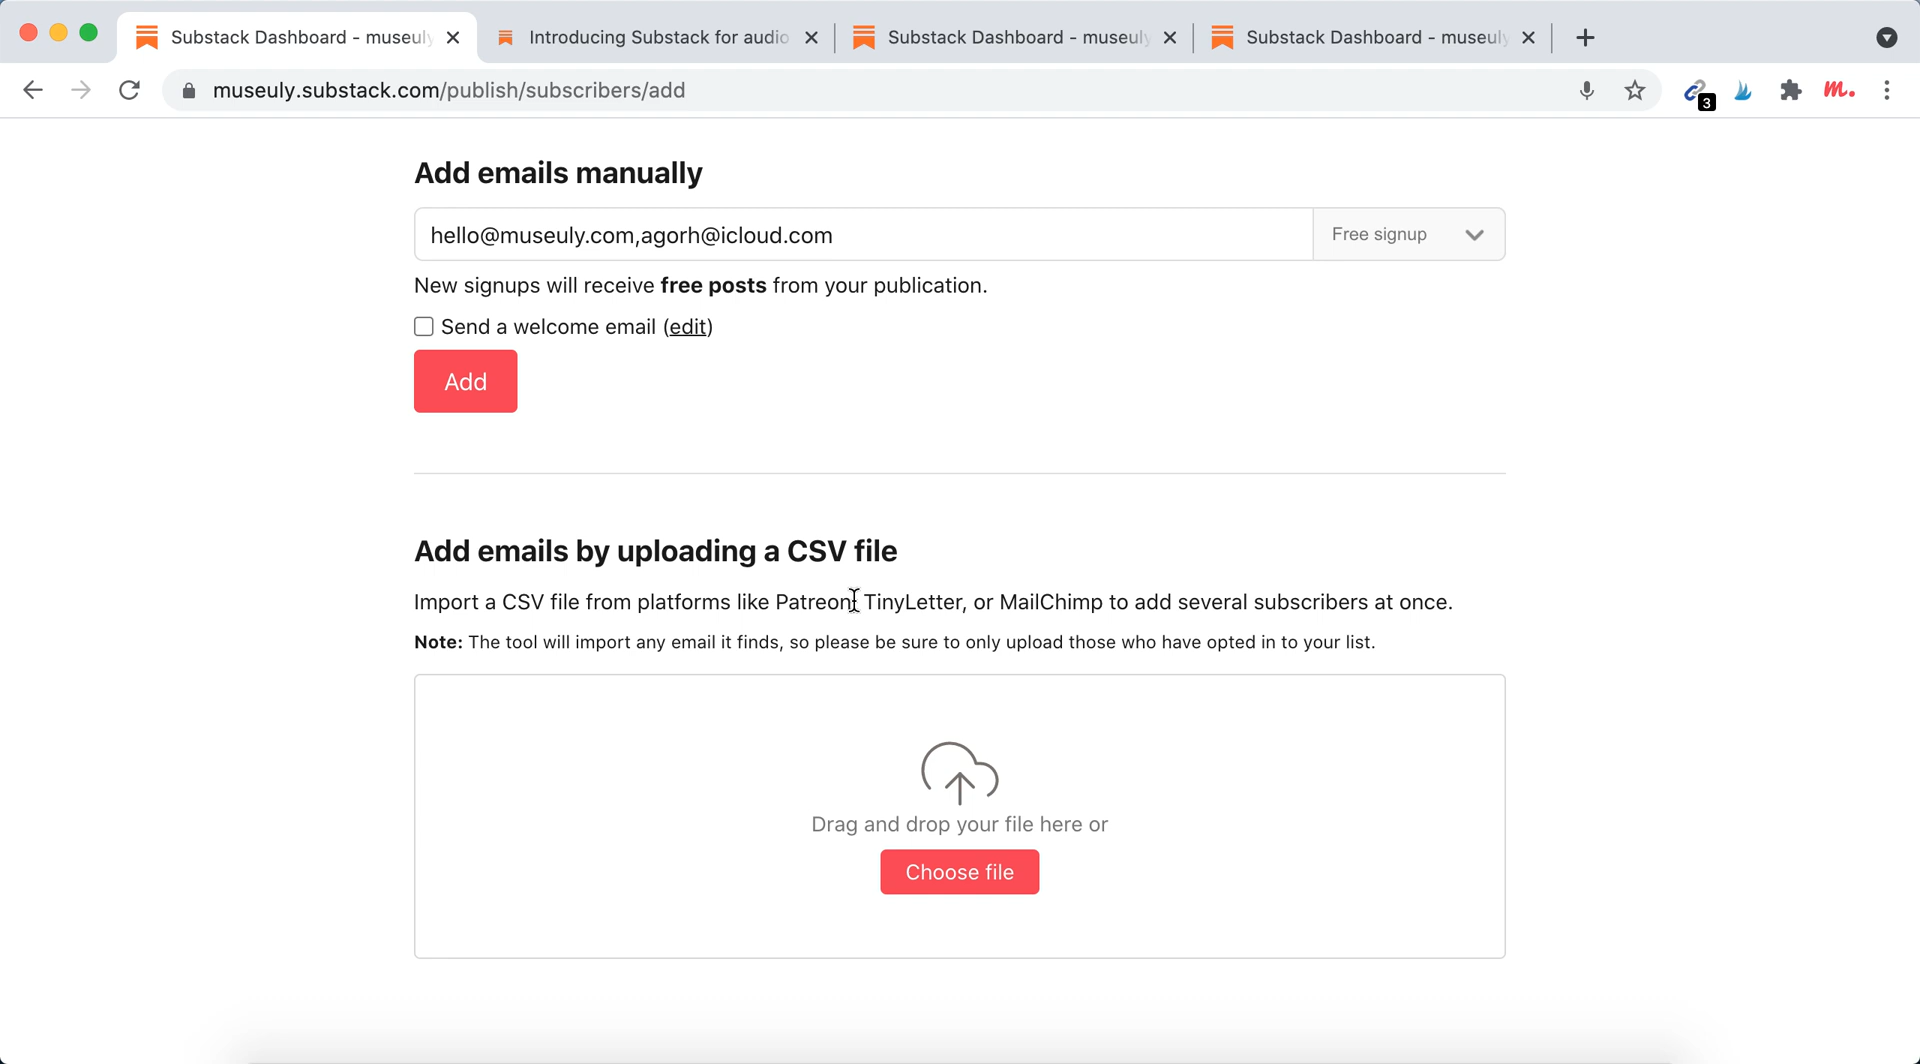 Substack Dashboard - museuly
Introducing Substack for audio
Substack Dashboard - museuly
Substack Dashboard - museuly
museuly.substack.com/publish/subscribers/add
3
m.
Add emails manually
hello@museuly.com,agorh@icloud.com
Free signup
New signups will receive free posts from your publication.
Send a welcome email (edit)
Add
Add emails by uploading a CSV file
Import a CSV file from platforms like Patreon, TinyLetter, or MailChimp to add several subscribers at once.
Note: The tool will import any email it finds, so please be sure to only upload those who have opted in to your list.
Drag and drop your file here or
Choose file